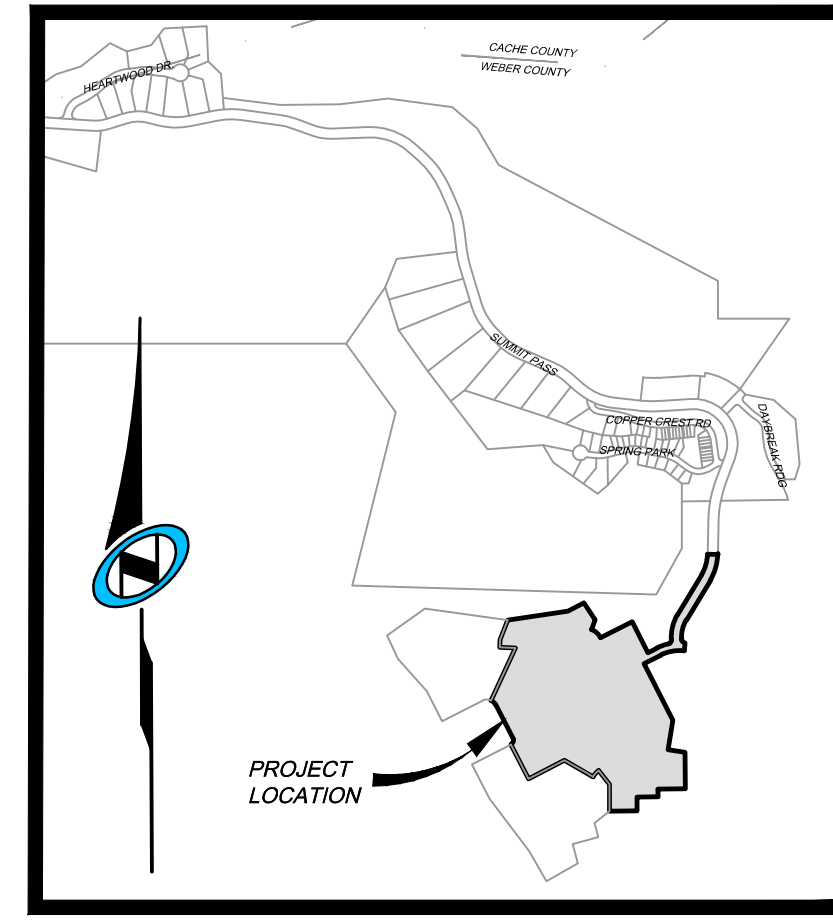 CACHE COUNTY
WEBER COUNTY
HEARTWOOD DR.
SUMMIT PASS
COPPER CREST RD
DAYBREAK RDG
SPRING PARK
N
PROJECT
LOCATION